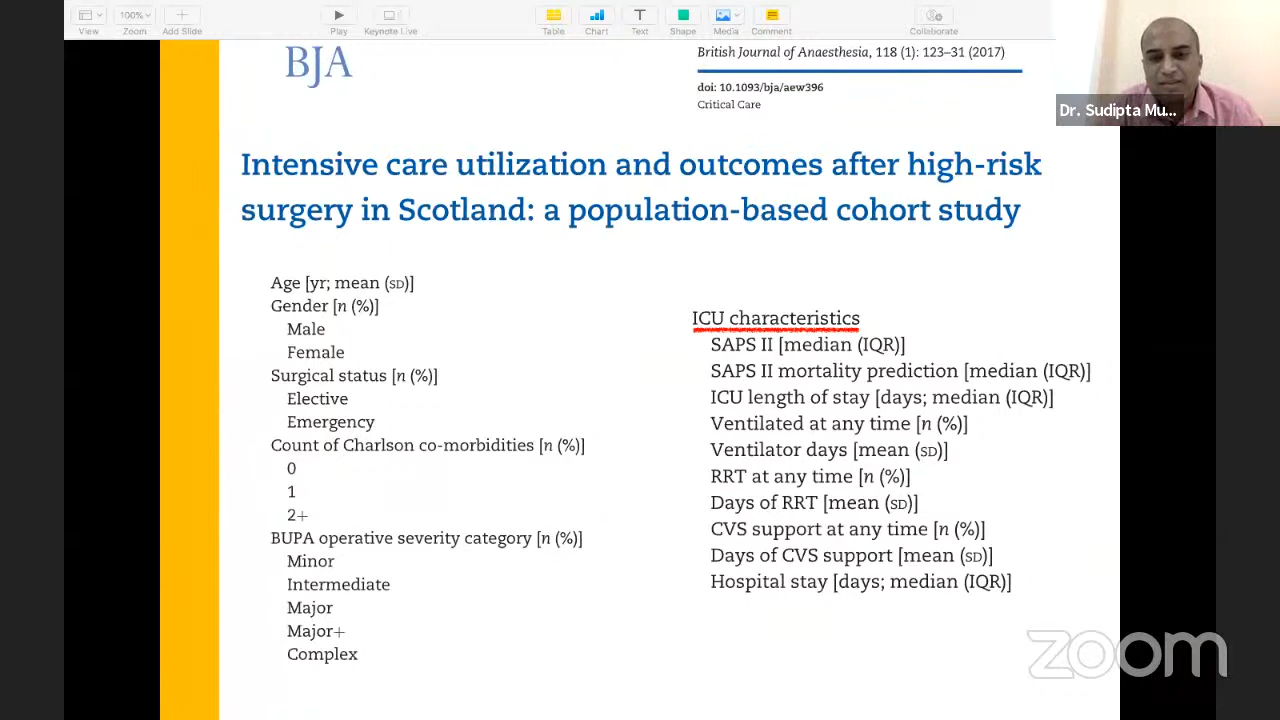 View
Zoom
Add Slide
Play
Keynote Live
Table
Chart
Text
Shape
Media
Comment
Collaborate
100%
BJA
British Journal of Anaesthesia, 118 (1): 123–31 (2017)
doi: 10.1093/bja/aew396
Critical Care
Dr. Sudipta Mu...
Intensive care utilization and outcomes after high-risk
surgery in Scotland: a population-based cohort study
Age [yr; mean (SD)]
Gender [n (%)]
Male
Female
Surgical status [n (%)]
Elective
Emergency
Count of Charlson co-morbidities [n (%)]
0
1
2+
BUPA operative severity category [n (%)]
Minor
Intermediate
Major
Major+
Complex
ICU characteristics
SAPS II [median (IQR)]
SAPS II mortality prediction [median (IQR)]
ICU length of stay [days; median (IQR)]
Ventilated at any time [n (%)]
Ventilator days [mean (SD)]
RRT at any time [n (%)]
Days of RRT [mean (SD)]
CVS support at any time [n (%)]
Days of CVS support [mean (SD)]
Hospital stay [days; median (IQR)]
zoom